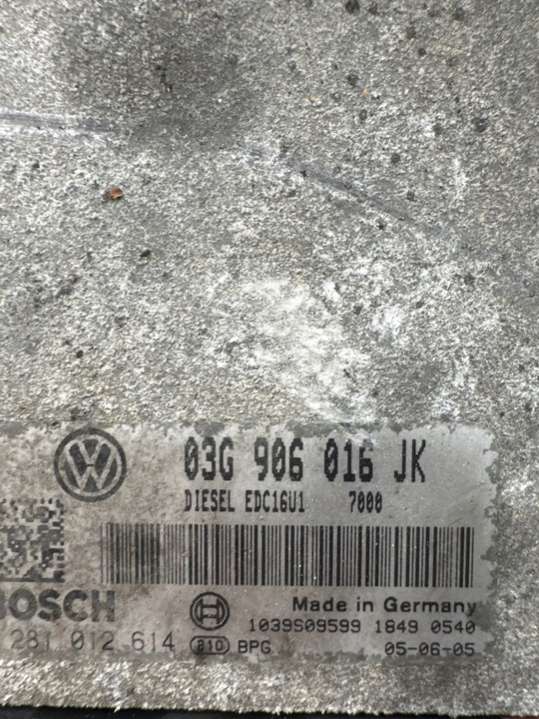 03G 906 016 JK
DIESEL EDC16U1 7000
BOSCH
Made in Germany
1039S09599 1849 0540
281 012 614 310 BPG 05-06-05